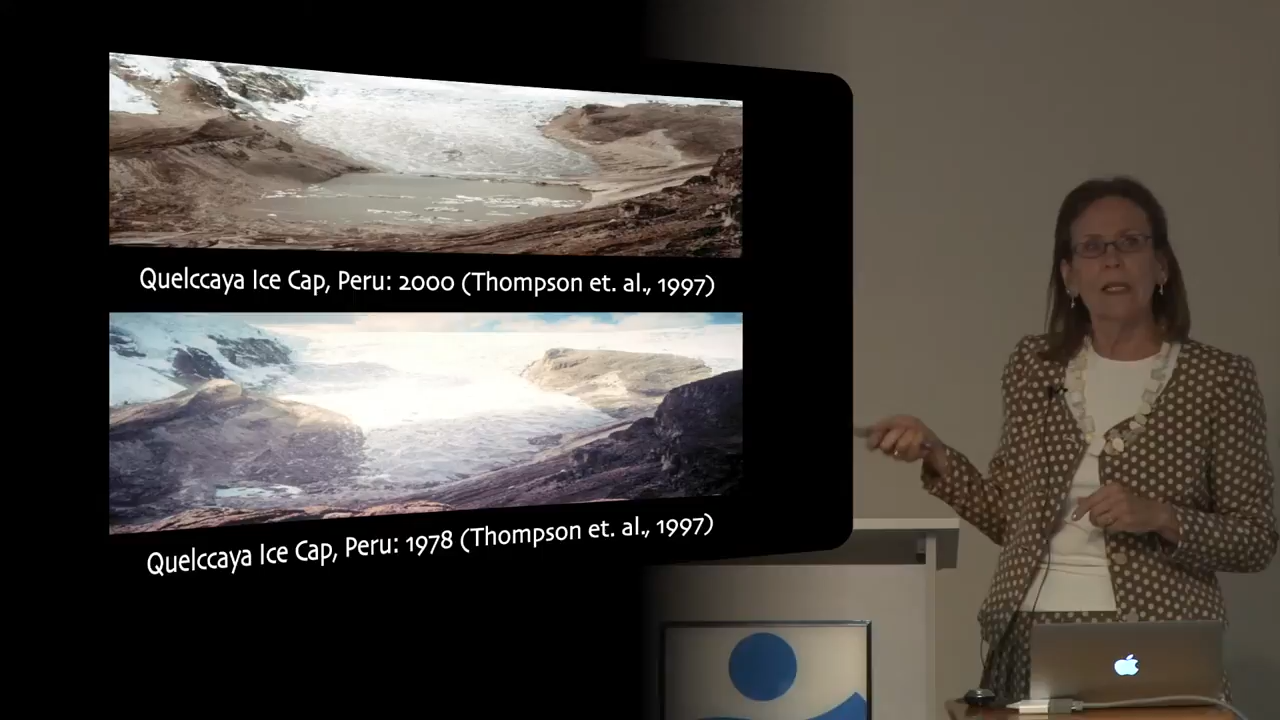 Quelccaya Ice Cap, Peru: 2000 (Thompson et. al., 1997)
Quelccaya Ice Cap, Peru: 1978 (Thompson et. al., 1997)